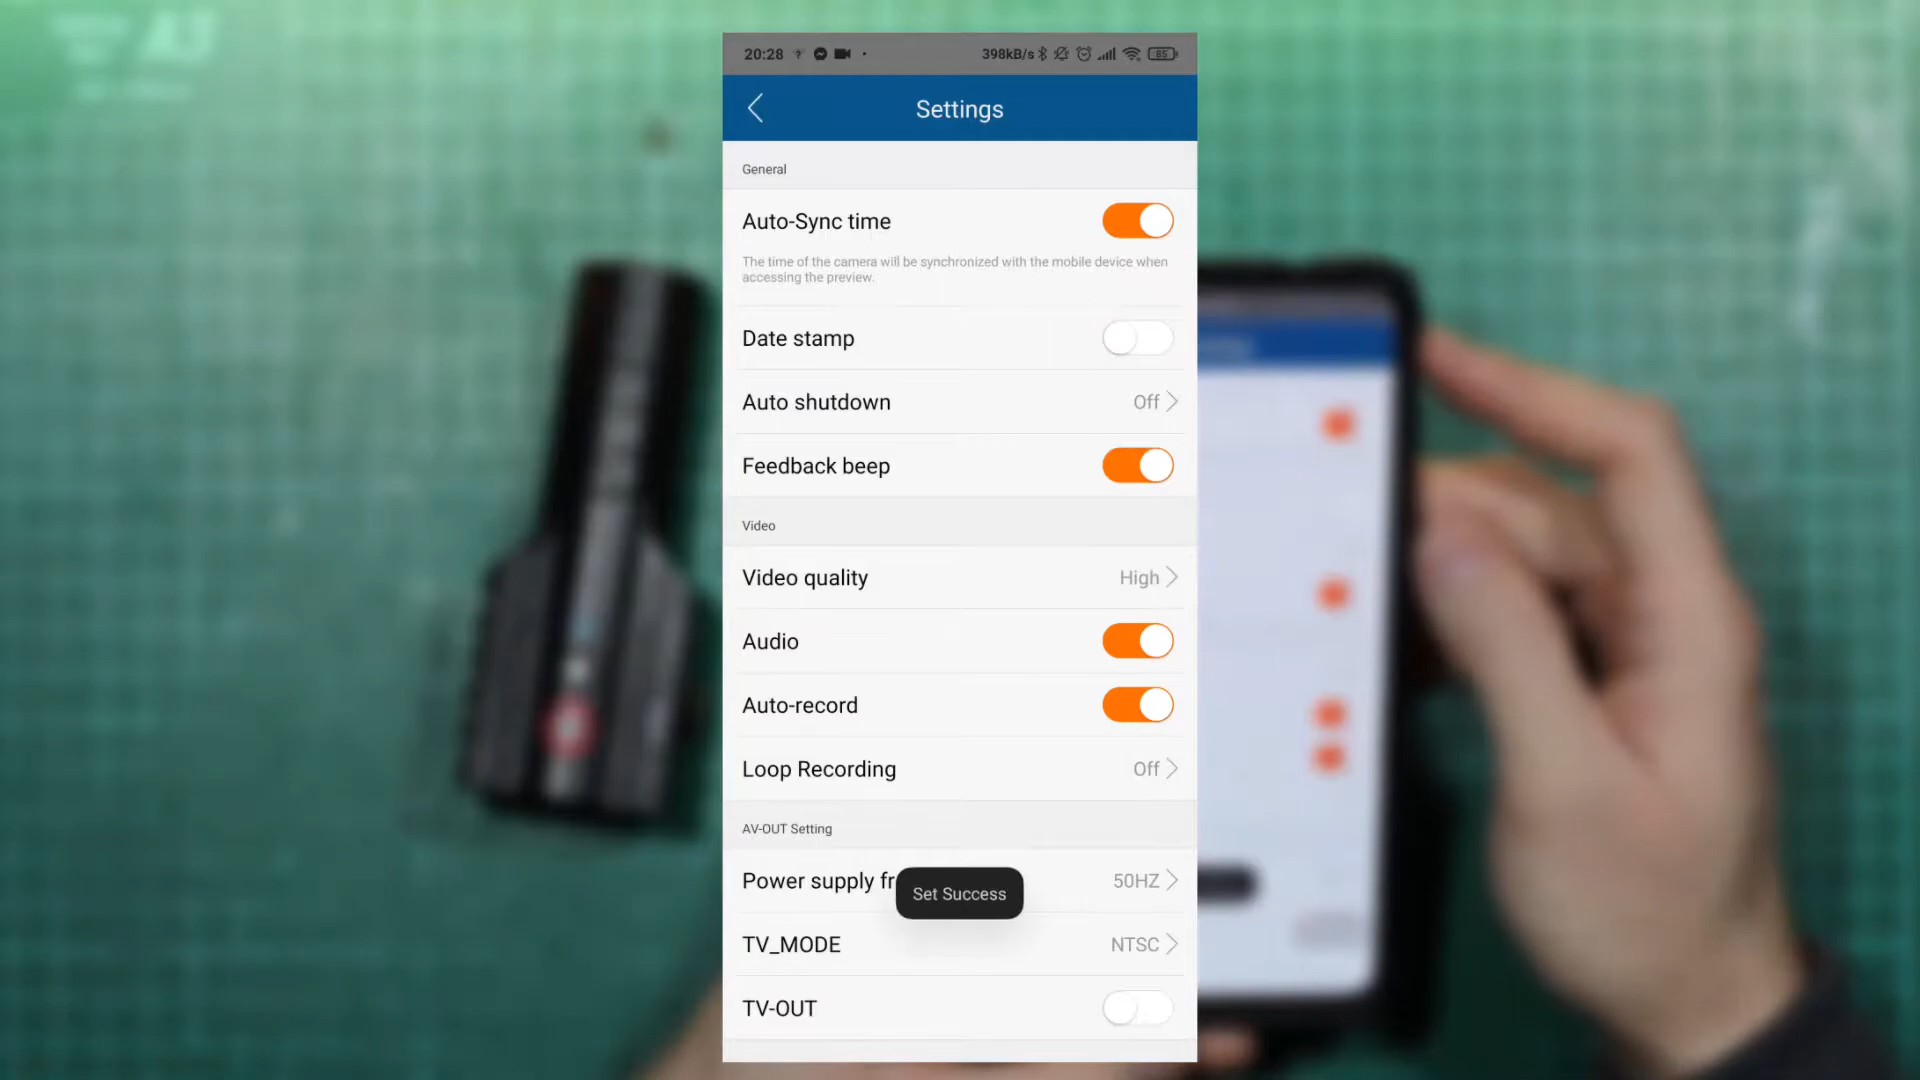 20:28
398kB/s
85
Settings
General
Auto-Sync time
The time of the camera will be synchronized with the mobile device when
accessing the preview.
Date stamp
Auto shutdown
Off
Feedback beep
Video
Video quality
High
Audio
Auto-record
Loop Recording
Off
AV-OUT Setting
Power supply fr
50HZ
Set Success
TV_MODE
NTSC
TV-OUT